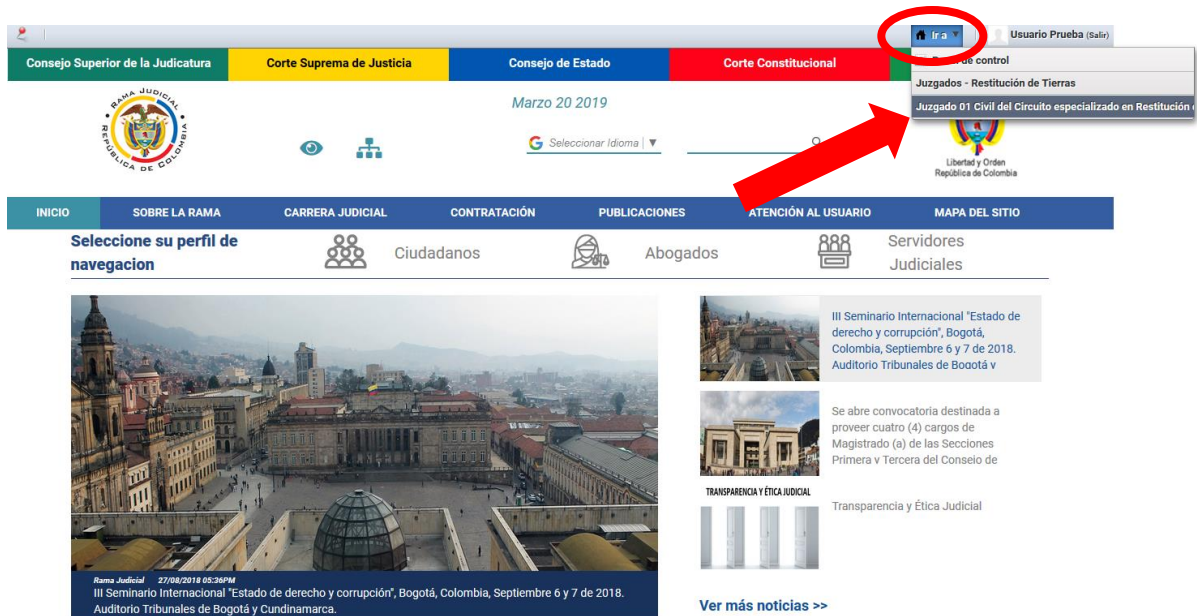 Ir a
Usuario Prueba (Salir)
Consejo Superior de la Judicatura
Corte Suprema de Justicia
Consejo de Estado
Corte Constitucional
de control
Juzgados - Restitución de Tierras
Juzgado 01 Civil del Circuito especializado en Restitución
RAMA JUDICIAL
REPÚBLICA DE COLOMBIA
Marzo 20 2019
G Seleccionar Idioma | ▼
Libertad y Orden
República de Colombia
INICIO
SOBRE LA RAMA
CARRERA JUDICIAL
CONTRATACIÓN
PUBLICACIONES
ATENCIÓN AL USUARIO
MAPA DEL SITIO
Seleccione su perfil de
navegacion
Ciudadanos
Abogados
Servidores
Judiciales
Rama Judicial 27/08/2018 05:36PM
III Seminario Internacional "Estado de derecho y corrupción", Bogotá, Colombia, Septiembre 6 y 7 de 2018.
Auditorio Tribunales de Bogotá y Cundinamarca.
III Seminario Internacional "Estado de
derecho y corrupción", Bogotá,
Colombia, Septiembre 6 y 7 de 2018.
Auditorio Tribunales de Bogotá y
Se abre convocatoria destinada a
proveer cuatro (4) cargos de
Magistrado (a) de las Secciones
Primera y Tercera del Consejo de
TRANSPARENCIA Y ÉTICA JUDICIAL
Transparencia y Ética Judicial
Ver más noticias >>